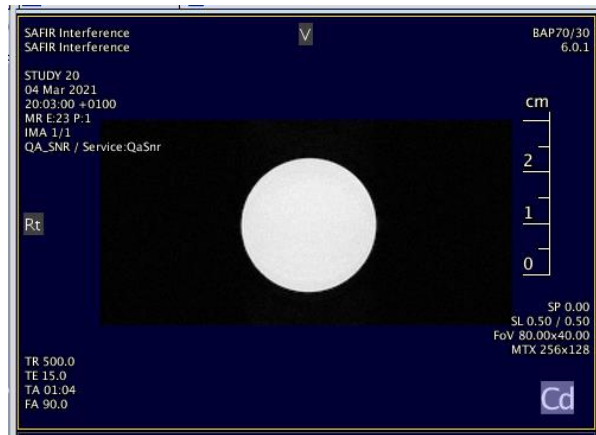 SAFIR Interference
SAFIR Interference
V
BAP70/30
6.0.1
STUDY 20
04 Mar 2021
20:03:00 +0100
MR E:23 P:1
IMA 1/1
QA_SNR / Service:QaSnr
cm
2
1
0
Rt
SP 0.00
SL 0.50 / 0.50
FoV 80.00x40.00
MTX 256x128
TR 500.0
TE 15.0
TA 01:04
FA 90.0
Cd